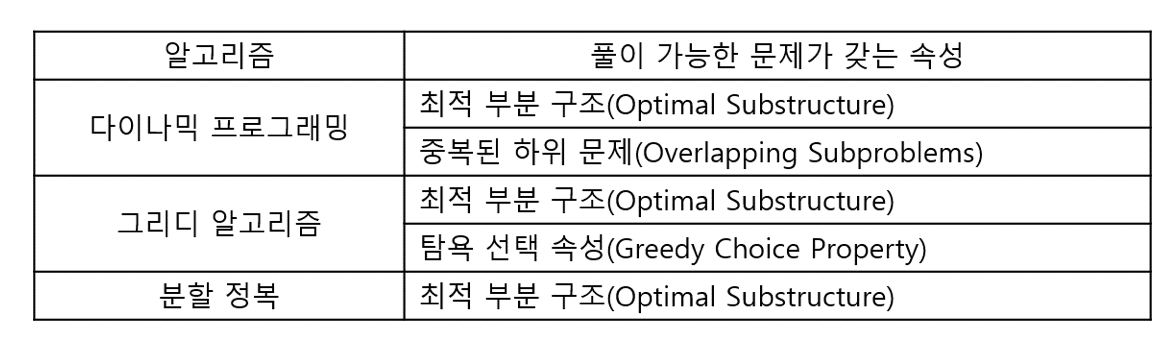 알고리즘 풀이 가능한 문제가 갖는 속성
다이나믹 프로그래밍
최적 부분 구조(Optimal Substructure)
중복된 하위 문제(Overlapping Subproblems)
그리디 알고리즘
최적 부분 구조(Optimal Substructure)
탐욕 선택 속성(Greedy Choice Property)
분할 정복 최적 부분 구조(Optimal Substructure)